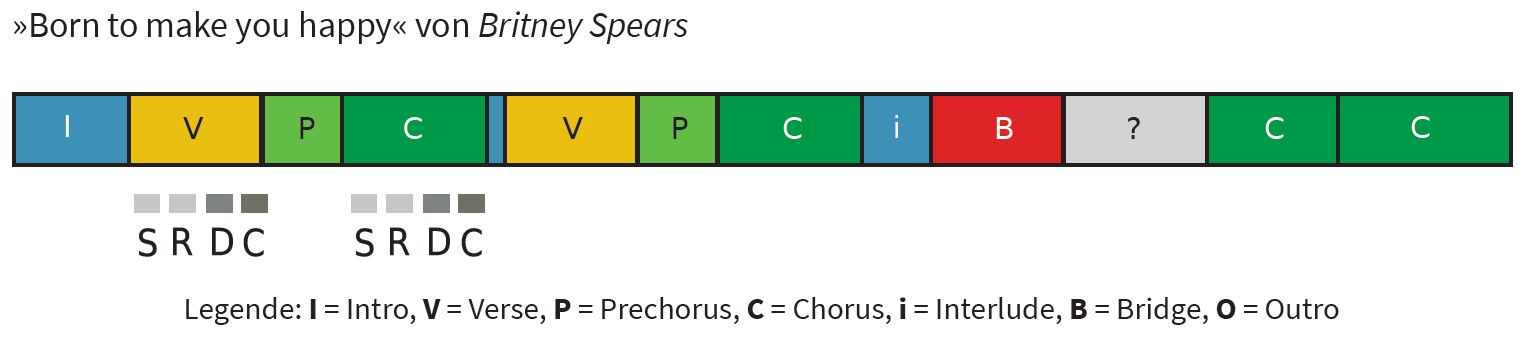 »Born to make you happy« von Britney Spears
I V P C V P C i B ? C C
S R D C S R D C
Legende: I = Intro, V = Verse, P = Prechorus, C = Chorus, i = Interlude, B = Bridge, O = Outro